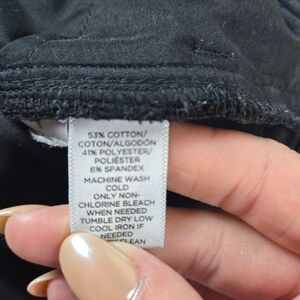 53% COTTON/
COTON/ALGODÓN
41% POLYESTER/
POLIÉSTER
6% SPANDEX
MACHINE WASH
COLD
ONLY NON-
CHLORINE BLEACH
WHEN NEEDED
TUMBLE DRY LOW
COOL IRON IF
NEEDED
CLEAN